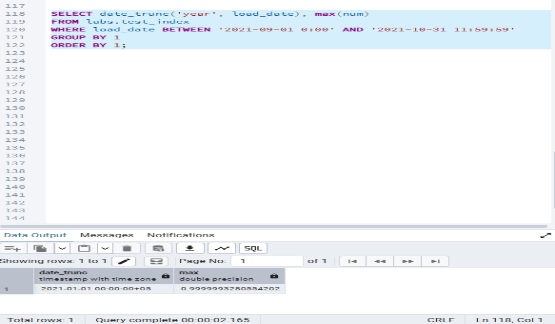 117
118 SELECT date_trunc('year', load_date), max(num)
119 FROM labs.test_index
120 WHERE load_date BETWEEN '2021-09-01 0:00' AND '2021-10-31 11:59:59'
121 GROUP BY 1
122 ORDER BY 1;
123
124
125
126
127
128
129
130
131
132
133
134
135
136
137
138
139
140
141
142
143
144
Data Output Messages Notifications
SQL
Showing rows: 1 to 1 Page No: 1 of 1
date_trunc max
timestamp with time zone double precision
1 2021-01-01 00:00:00+03
Total rows: 1 Query complete 00:00:02.165 CRLF Ln 118, Col 1